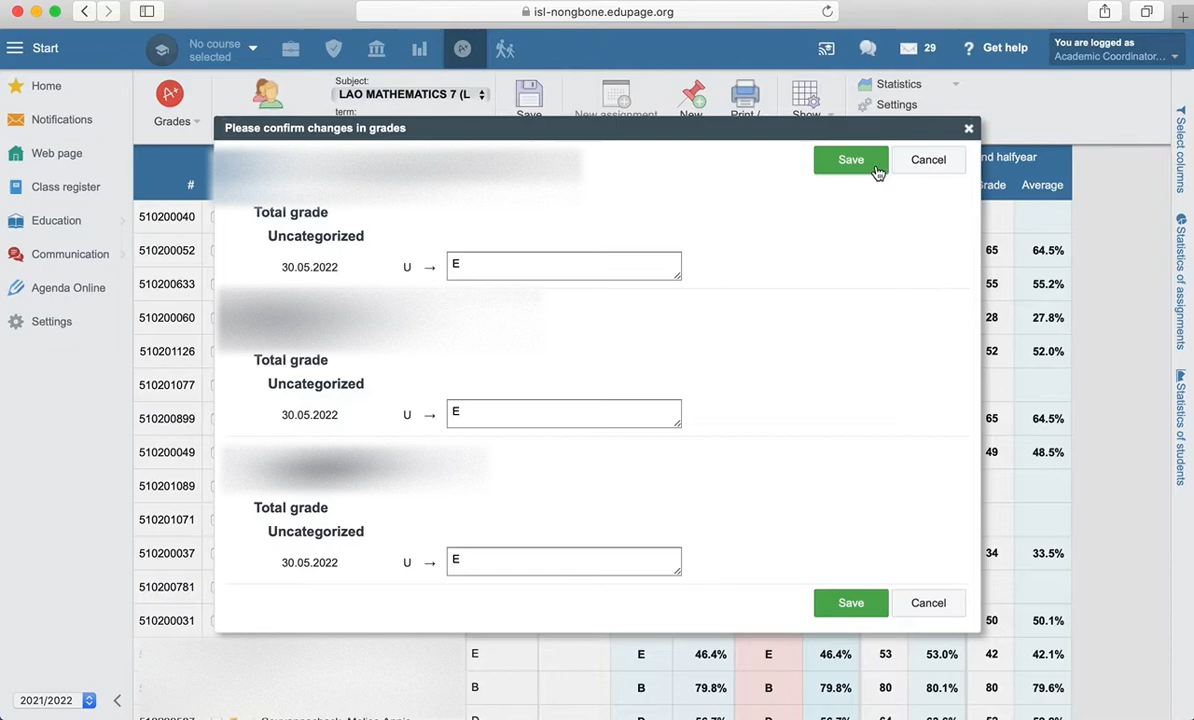 isl-nongbone.edupage.org
Start
No course
selected
29
? Get help
You are logged as
Academic Coordinator...
Home
Notifications
Web page
Class register
Education
Communication
Agenda Online
Settings
2021/2022
A+
Grades
Subject:
LAO MATHEMATICS 7 (L
term:
Save
New assignment
New
Print /
Show
Statistics
Settings
Please confirm changes in grades
Save Cancel
Total grade
Uncategorized
30.05.2022 U → E
Total grade
Uncategorized
30.05.2022 U → E
Total grade
Uncategorized
30.05.2022 U → E
Save Cancel
nd halfyear
# Grade Average
510200040
510200052 65 64.5%
510200633 55 55.2%
510200060 28 27.8%
510201126 52 52.0%
510201077
510200899 65 64.5%
510200049 49 48.5%
510201089
510201071
510200037 34 33.5%
510200781
510200031 50 50.1%
E E 46.4% E 46.4% 53 53.0% 42 42.1%
B B 79.8% B 79.8% 80 80.1% 80 79.6%
Select columns
Statistics of assignments
Statistics of students